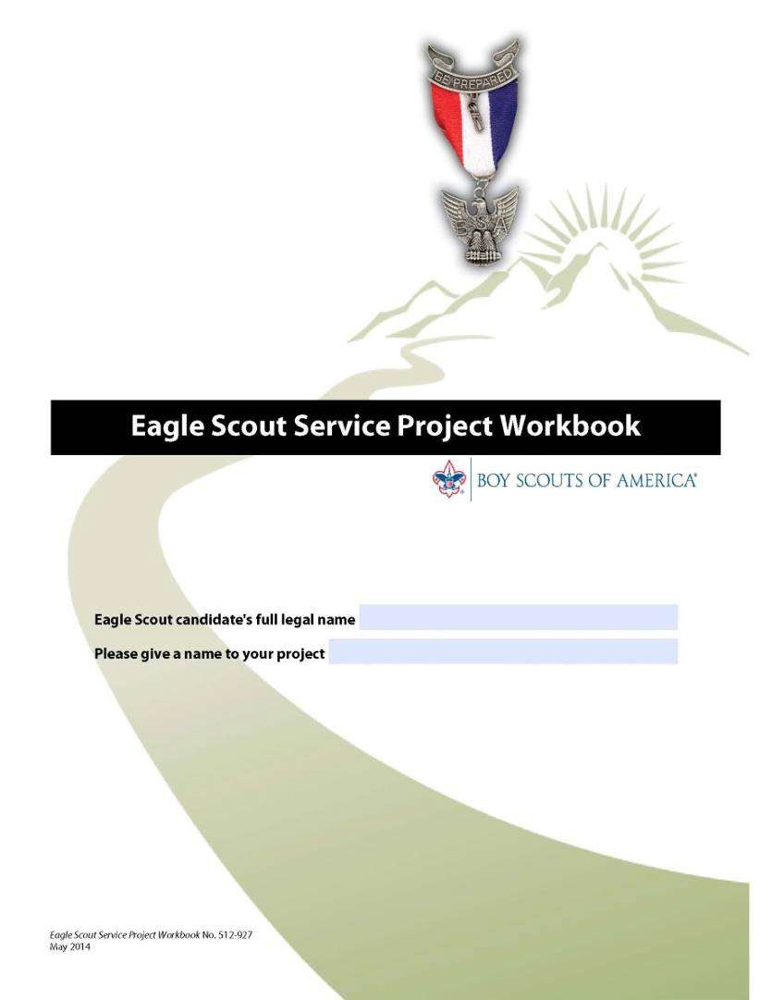 BE PREPARED
BSA
Eagle Scout Service Project Workbook
BOY SCOUTS OF AMERICA®
Eagle Scout candidate's full legal name
Please give a name to your project
Eagle Scout Service Project Workbook No. 512-927
May 2014